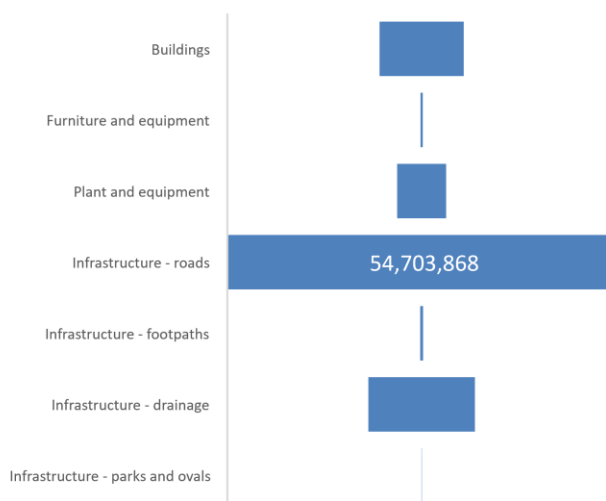 Buildings
Furniture and equipment
Plant and equipment
Infrastructure - roads
54,703,868
Infrastructure - footpaths
Infrastructure - drainage
Infrastructure - parks and ovals